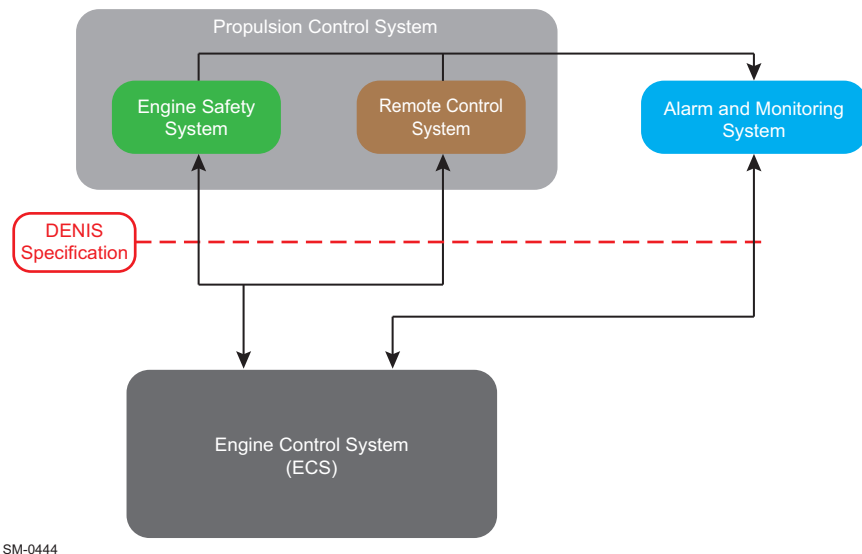 Propulsion Control System
Engine Safety
System
Remote Control
System
Alarm and Monitoring
System
DENIS
Specification
Engine Control System
(ECS)
SM-0444